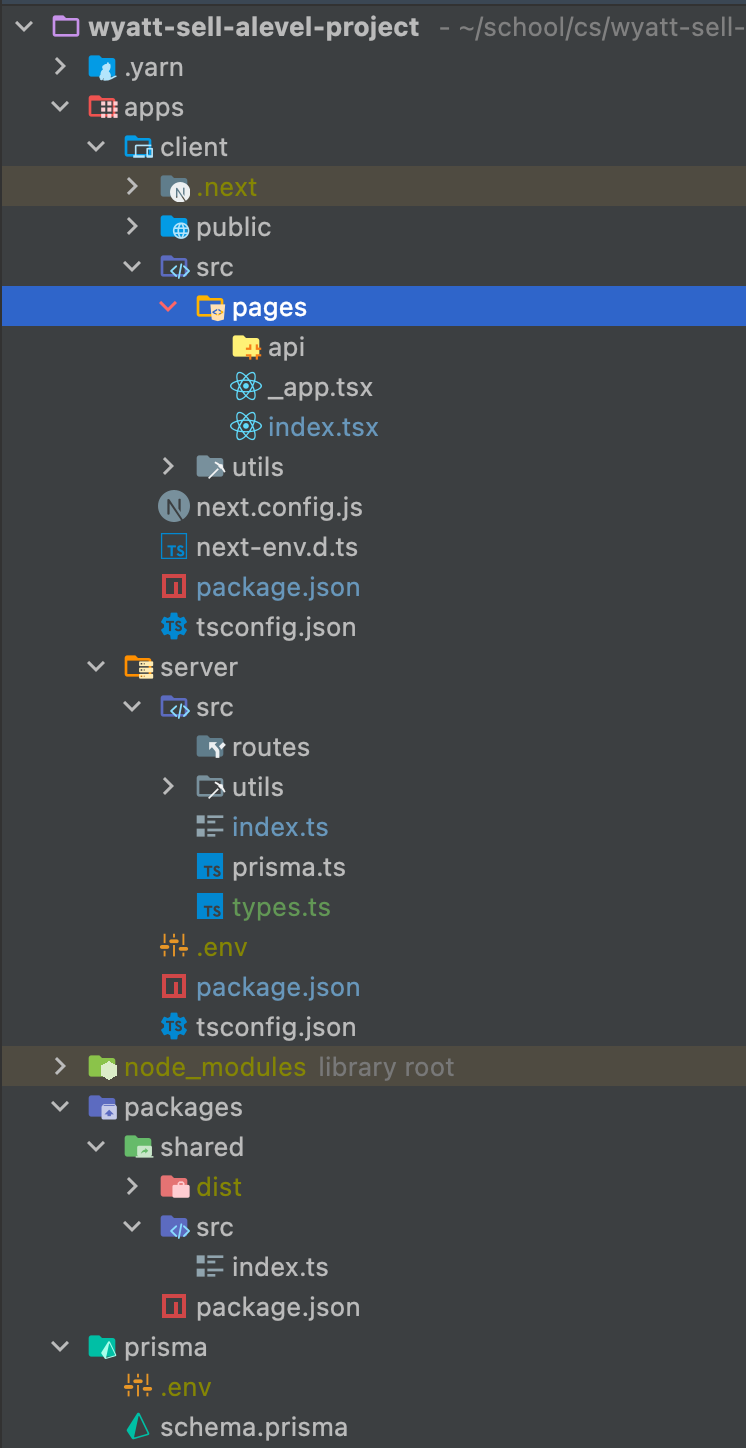 wyatt-sell-alevel-project - ~/school/cs/wyatt-sell-
.yarn
apps
client
.next
public
src
pages
api
_app.tsx
index.tsx
utils
next.config.js
next-env.d.ts
package.json
tsconfig.json
server
src
routes
utils
index.ts
prisma.ts
types.ts
.env
package.json
tsconfig.json
node_modules library root
packages
shared
dist
src
index.ts
package.json
prisma
.env
schema.prisma